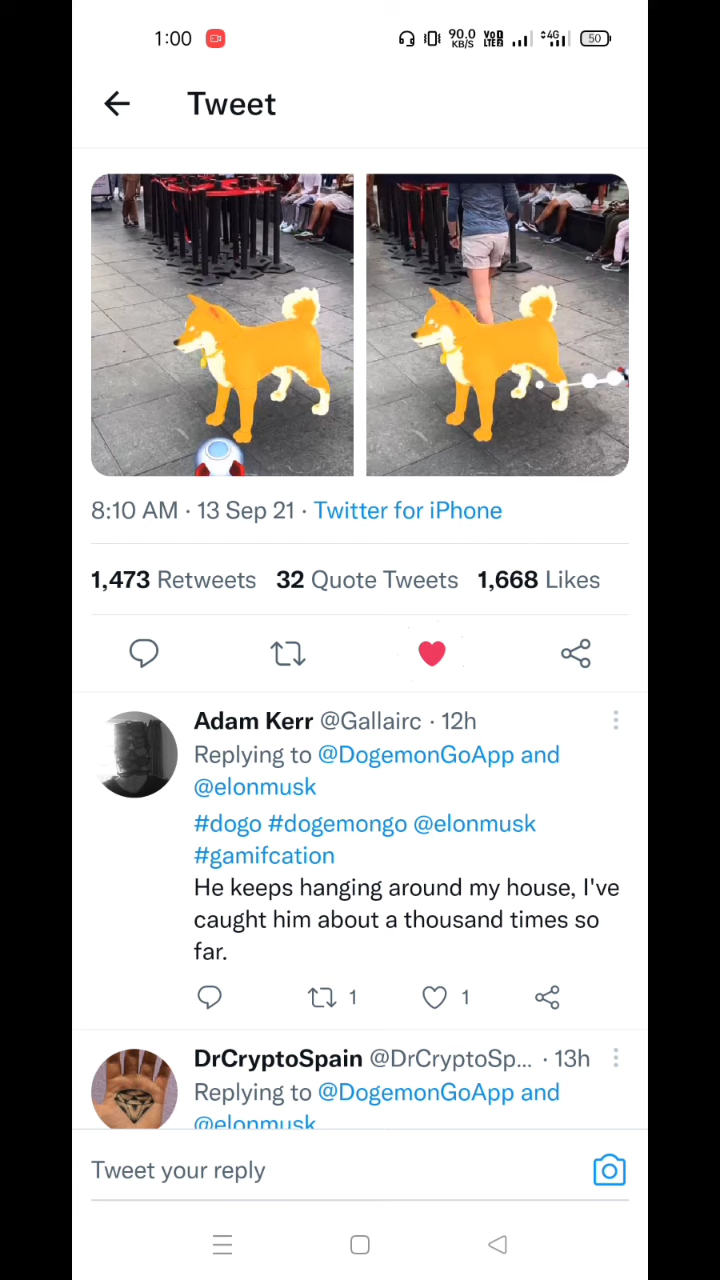 1:00
90.0
KB/S
VoD
LTE2
4G
50
Tweet
8:10 AM · 13 Sep 21 · Twitter for iPhone
1,473 Retweets 32 Quote Tweets 1,668 Likes
Adam Kerr @Gallairc · 12h
Replying to @DogemonGoApp and
@elonmusk
#dogo #dogemongo @elonmusk
#gamifcation
He keeps hanging around my house, I've
caught him about a thousand times so
far.
1 1
DrCryptoSpain @DrCryptoSp... · 13h
Replying to @DogemonGoApp and
@elonmusk
Tweet your reply